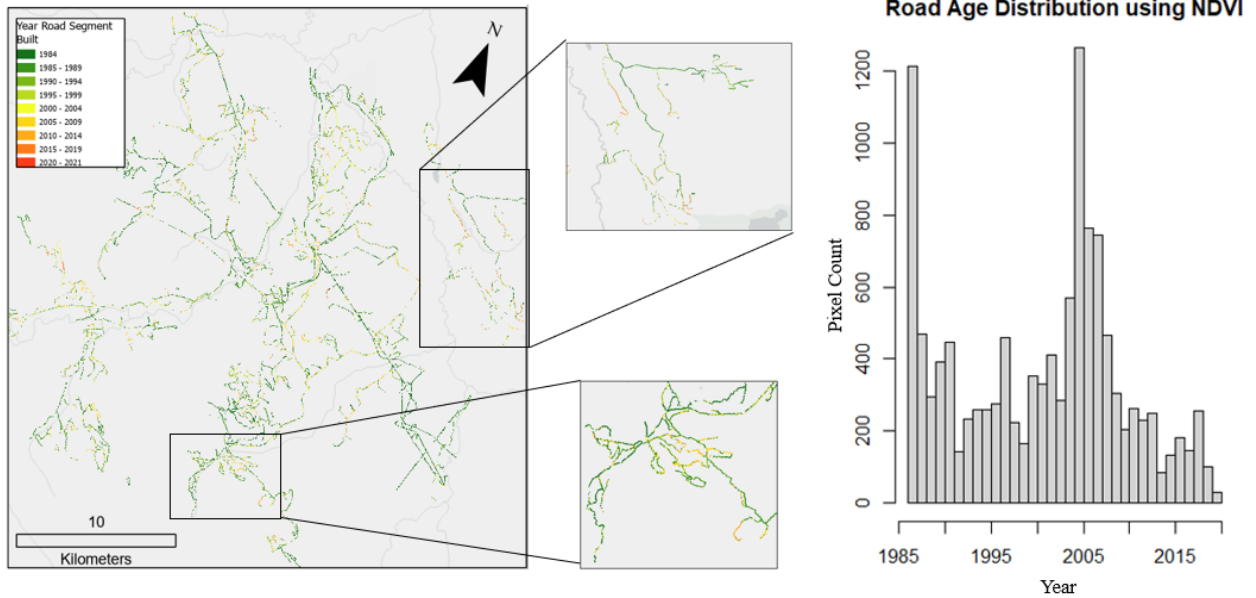 Year Road Segment
Built
1984
1985 - 1989
1990 - 1994
1995 - 1999
2000 - 2004
2005 - 2009
2010 - 2014
2015 - 2019
2020 - 2021
N
10
Kilometers
Road Age Distribution using NDVI
Pixel Count
1200
1000
800
600
400
200
0
1985 1995 2005 2015
Year